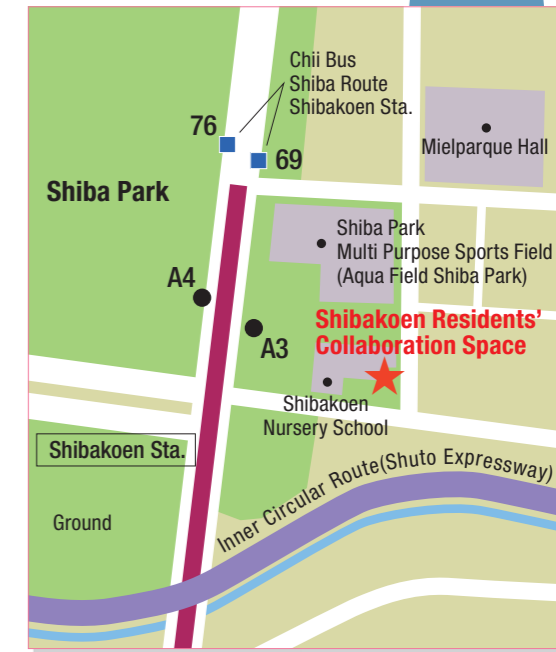 Chii Bus
Shiba Route
Shibakoen Sta.
76
69
Mielparque Hall
Shiba Park
Shiba Park
Multi Purpose Sports Field
(Aqua Field Shiba Park)
A4
A3
Shibakoen Residents’
Collaboration Space
Shibakoen
Nursery School
Shibakoen Sta.
Inner Circular Route(Shuto Expressway)
Ground